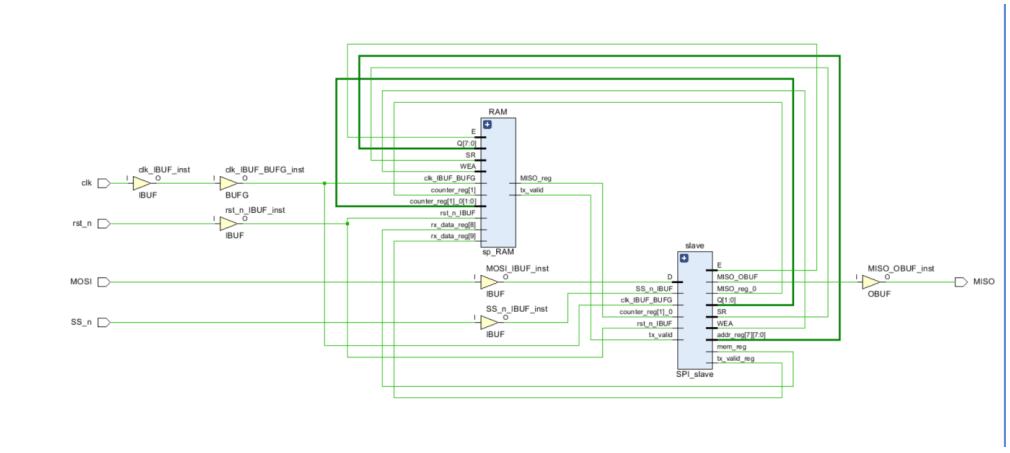 RAM
E
Q[7:0]
SR
WEA
clk_IBUF_BUFG
counter_reg[1]
counter_reg[1]_0[1:0]
rst_n_IBUF
rx_data_reg[8]
rx_data_reg[9]
MISO_reg
tx_valid
sp_RAM
clk
clk_IBUF_inst
I
O
IBUF
clk_IBUF_BUFG_inst
I
O
BUFG
rst_n
rst_n_IBUF_inst
I
O
IBUF
MOSI
MOSI_IBUF_inst
I
O
IBUF
SS_n
SS_n_IBUF_inst
I
O
IBUF
slave
D
SS_n_IBUF
clk_IBUF_BUFG
counter_reg[1]_0
rst_n_IBUF
tx_valid
E
MISO_OBUF
MISO_reg_0
Q[1:0]
SR
WEA
addr_reg[7][7:0]
mem_reg
tx_valid_reg
SPI_slave
MISO_OBUF_inst
I
O
OBUF
MISO